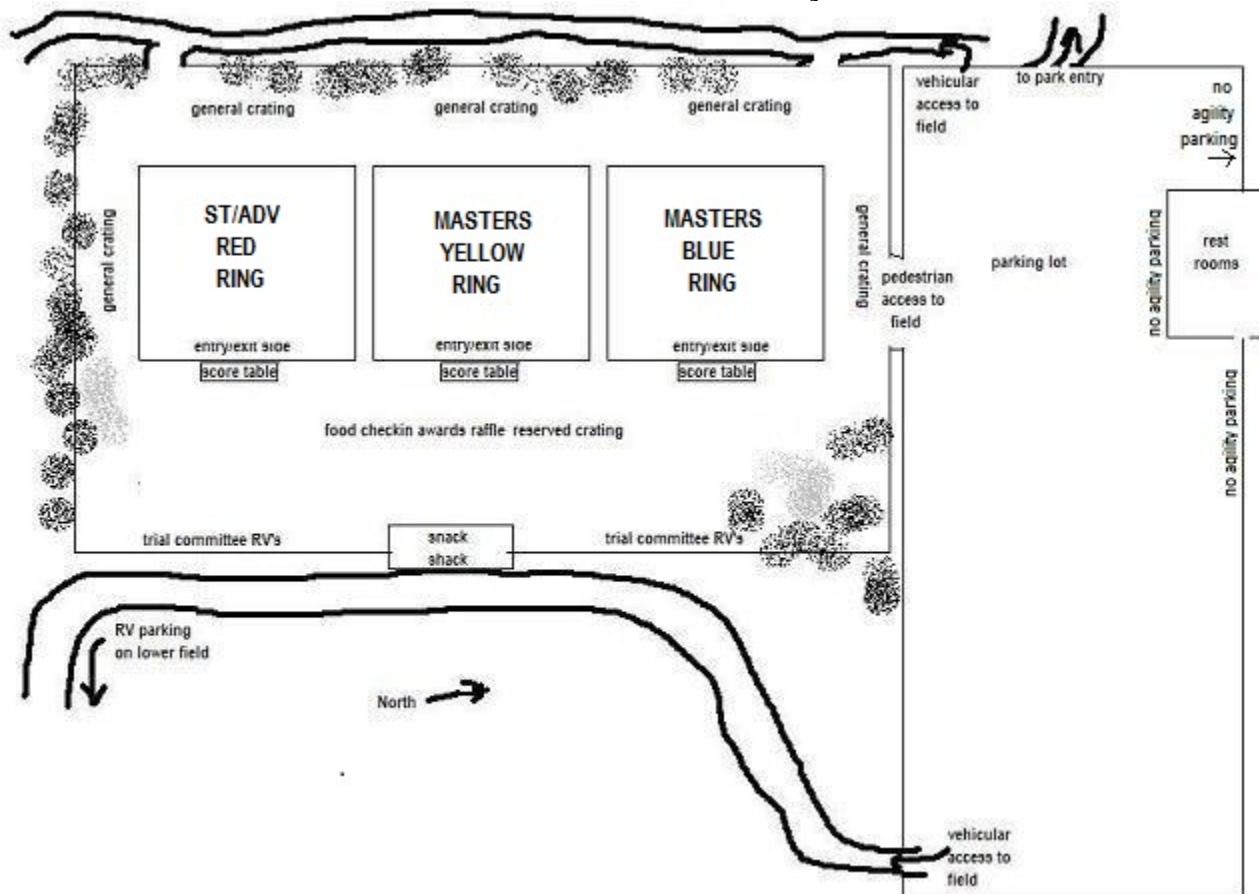 to park entry
vehicular
access to
field
no
agility
parking
general crating
general crating
general crating
ST/ADV
RED
RING
MASTERS
YELLOW
RING
MASTERS
BLUE
RING
general crating
general crating
pedestrian
access to
field
parking lot
no agility parking
rest
rooms
entry/exit side
entry/exit side
entry/exit side
score table
score table
score table
no agility parking
food checkin awards raffle reserved crating
trial committee RV's
snack
shack
trial committee RV's
RV parking
on lower field
North
vehicular
access to
field